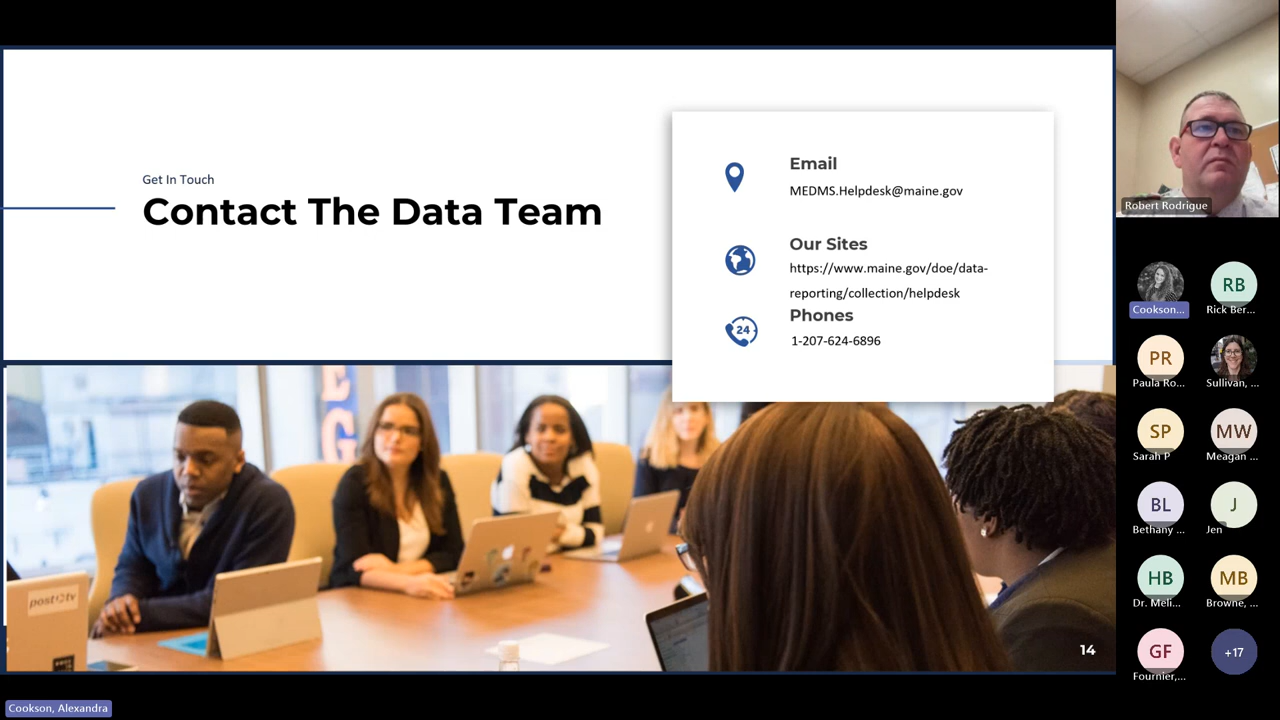 Get In Touch
Contact The Data Team
Email
MEDMS.Helpdesk@maine.gov
Our Sites
https://www.maine.gov/doe/data-
reporting/collection/helpdesk
Phones
24
1-207-624-6896
EG
post tv
14
Robert Rodrigue
Cookson...
RB
Rick Ber...
PR
Paula Ro...
Sullivan, ...
SP
Sarah P
MW
Meagan ...
BL
Bethany ...
J
Jen
HB
Dr. Meli...
MB
Browne, ...
GF
Fournier,...
+17
Cookson, Alexandra